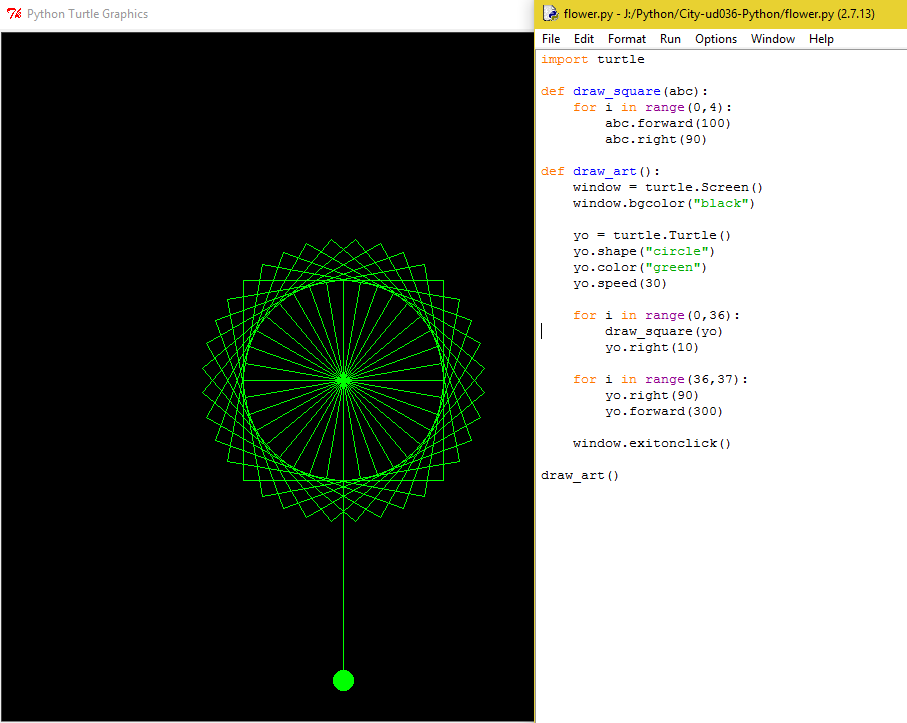 Python Turtle Graphics
flower.py - J:/Python/City-ud036-Python/flower.py (2.7.13)
File Edit Format Run Options Window Help
import turtle

def draw_square(abc):
    for i in range(0,4):
        abc.forward(100)
        abc.right(90)

def draw_art():
    window = turtle.Screen()
    window.bgcolor("black")

    yo = turtle.Turtle()
    yo.shape("circle")
    yo.color("green")
    yo.speed(30)

    for i in range(0,36):
        draw_square(yo)
        yo.right(10)

    for i in range(36,37):
        yo.right(90)
        yo.forward(300)

    window.exitonclick()

draw_art()